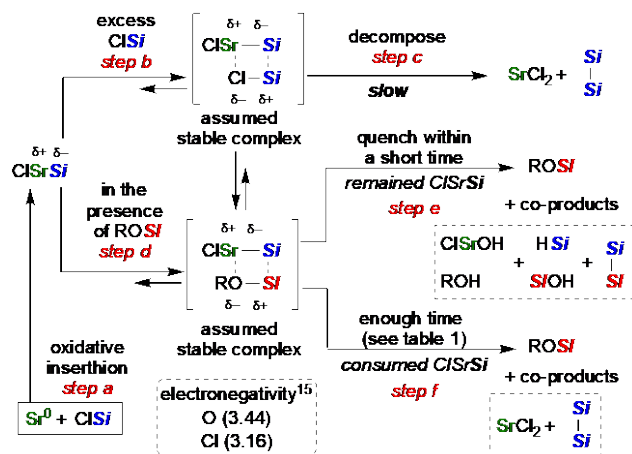 excess
ClSi
step b
δ+ δ−
ClSr Si
Cl Si
δ− δ+
assumed
stable complex
decompose
step c
slow
SrCl2 + Si
Si
δ+ δ−
ClSrSi
in the
presence
of ROSI
step d
δ+ δ−
ClSr Si
RO SI
δ− δ+
assumed
stable complex
quench within
a short time
remained ClSrSi
step e
ROSI
+ co-products
ClSrOH HSi Si
+ +
ROH SIOH SI
enough time
(see table 1)
consumed ClSrSi
step f
ROSI
+ co-products
SrCl2 + Si
Si
oxidative
inserthion
step a
Sr0 + ClSi
electronegativity15
O (3.44)
Cl (3.16)